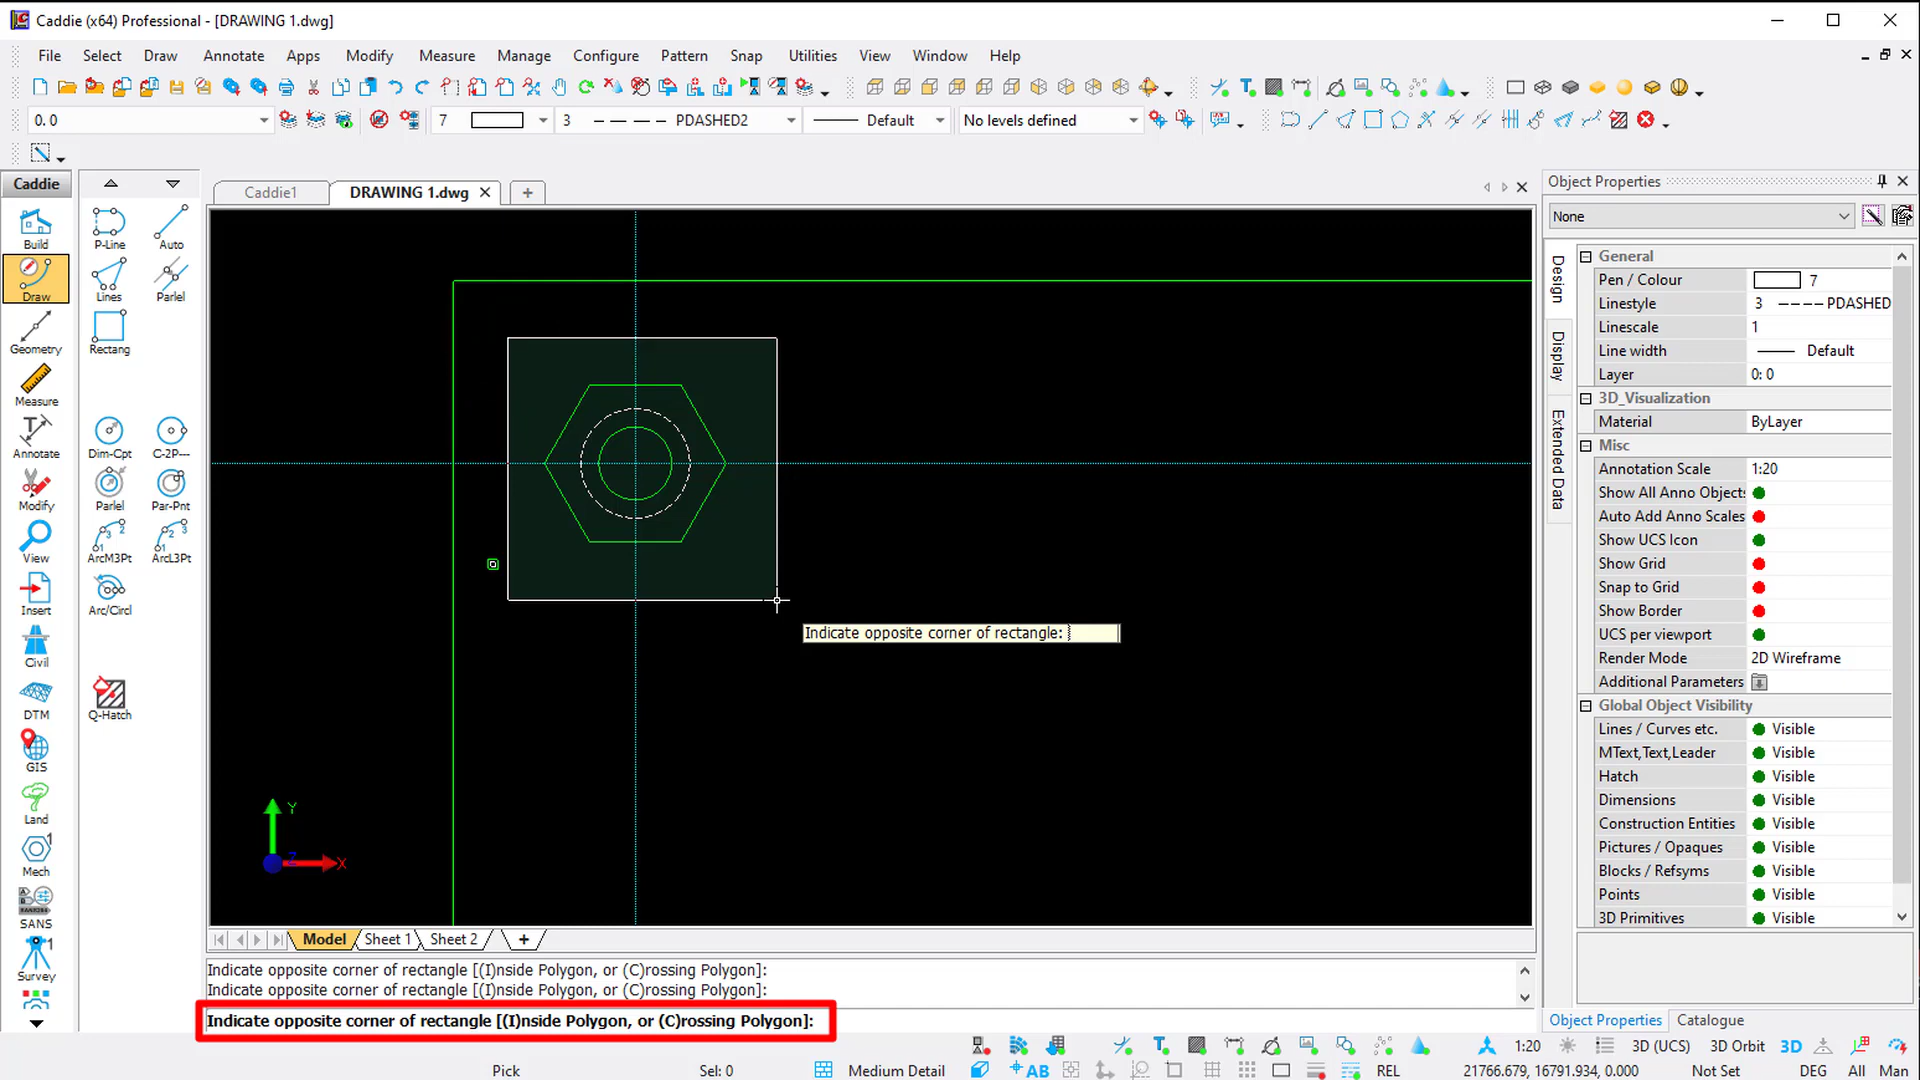 Caddie (x64) Professional - [DRAWING 1.dwg]
File Select Draw Annotate Apps Modify Measure Manage Configure Pattern Snap Utilities View Window Help
0. 0 7 3 PDASHED2 Default No levels defined
Caddie
Caddie1 DRAWING 1.dwg
Object Properties
None
Build
P-Line Auto
Draw
Lines Parlel
Geometry
Rectang
Measure
Annotate
Dim-Cpt C-2P---
Modify
Parlel Par-Pnt
View
ArcM3Pt ArcL3Pt
Insert
Arc/Circl
Civil
DTM
Q-Hatch
GIS
Land
Mech
SANS
Survey
Indicate opposite corner of rectangle:
Y
Z
X
Design
Display
Extended Data
General
Pen / Colour 7
Linestyle 3 PDASHED
Linescale 1
Line width Default
Layer 0: 0
3D_Visualization
Material ByLayer
Misc
Annotation Scale 1:20
Show All Anno Objects
Auto Add Anno Scales
Show UCS Icon
Show Grid
Snap to Grid
Show Border
UCS per viewport
Render Mode 2D Wireframe
Additional Parameters
Global Object Visibility
Lines / Curves etc. Visible
MText,Text,Leader Visible
Hatch Visible
Dimensions Visible
Construction Entities Visible
Pictures / Opaques Visible
Blocks / Refsyms Visible
Points Visible
3D Primitives Visible
Model Sheet 1 Sheet 2 +
Indicate opposite corner of rectangle [(I)nside Polygon, or (C)rossing Polygon]:
Indicate opposite corner of rectangle [(I)nside Polygon, or (C)rossing Polygon]:
Indicate opposite corner of rectangle [(I)nside Polygon, or (C)rossing Polygon]:
Object Properties Catalogue
1:20 3D (UCS) 3D Orbit 3D
Pick Sel: 0 Medium Detail AB REL 21766.679, 16791.934, 0.000 Not Set DEG All Man